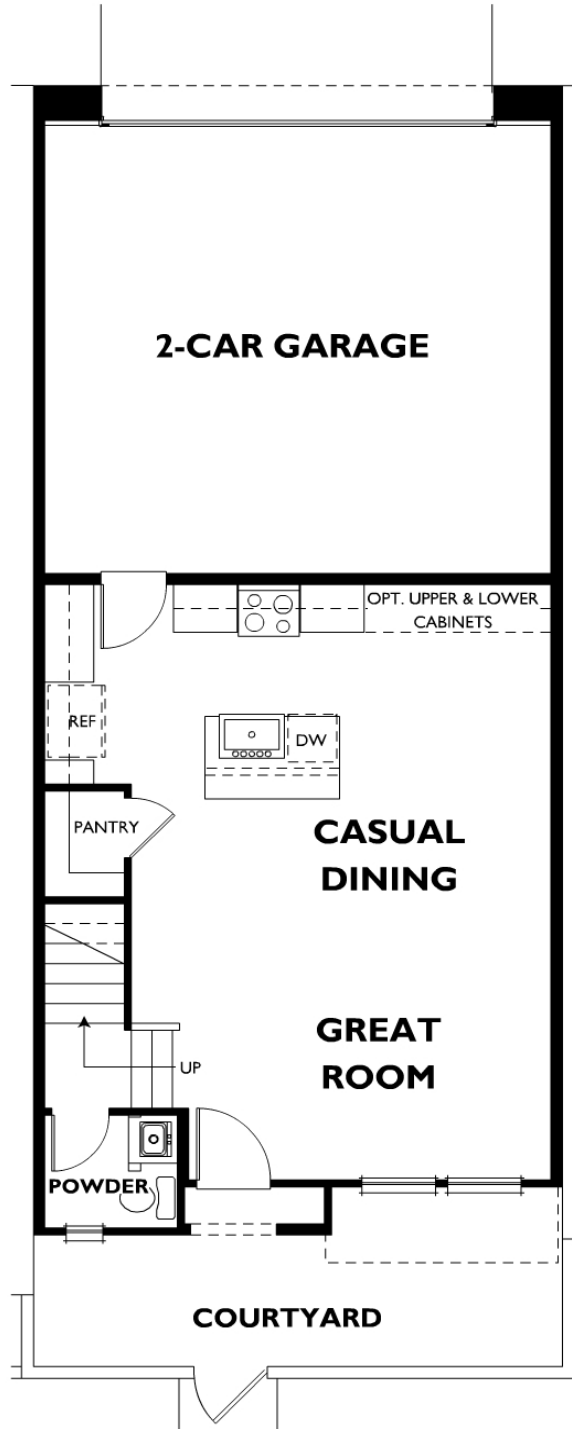 2-CAR GARAGE
OPT. UPPER & LOWER
CABINETS
REF
DW
PANTRY
CASUAL
DINING
GREAT
ROOM
UP
POWDER
COURTYARD